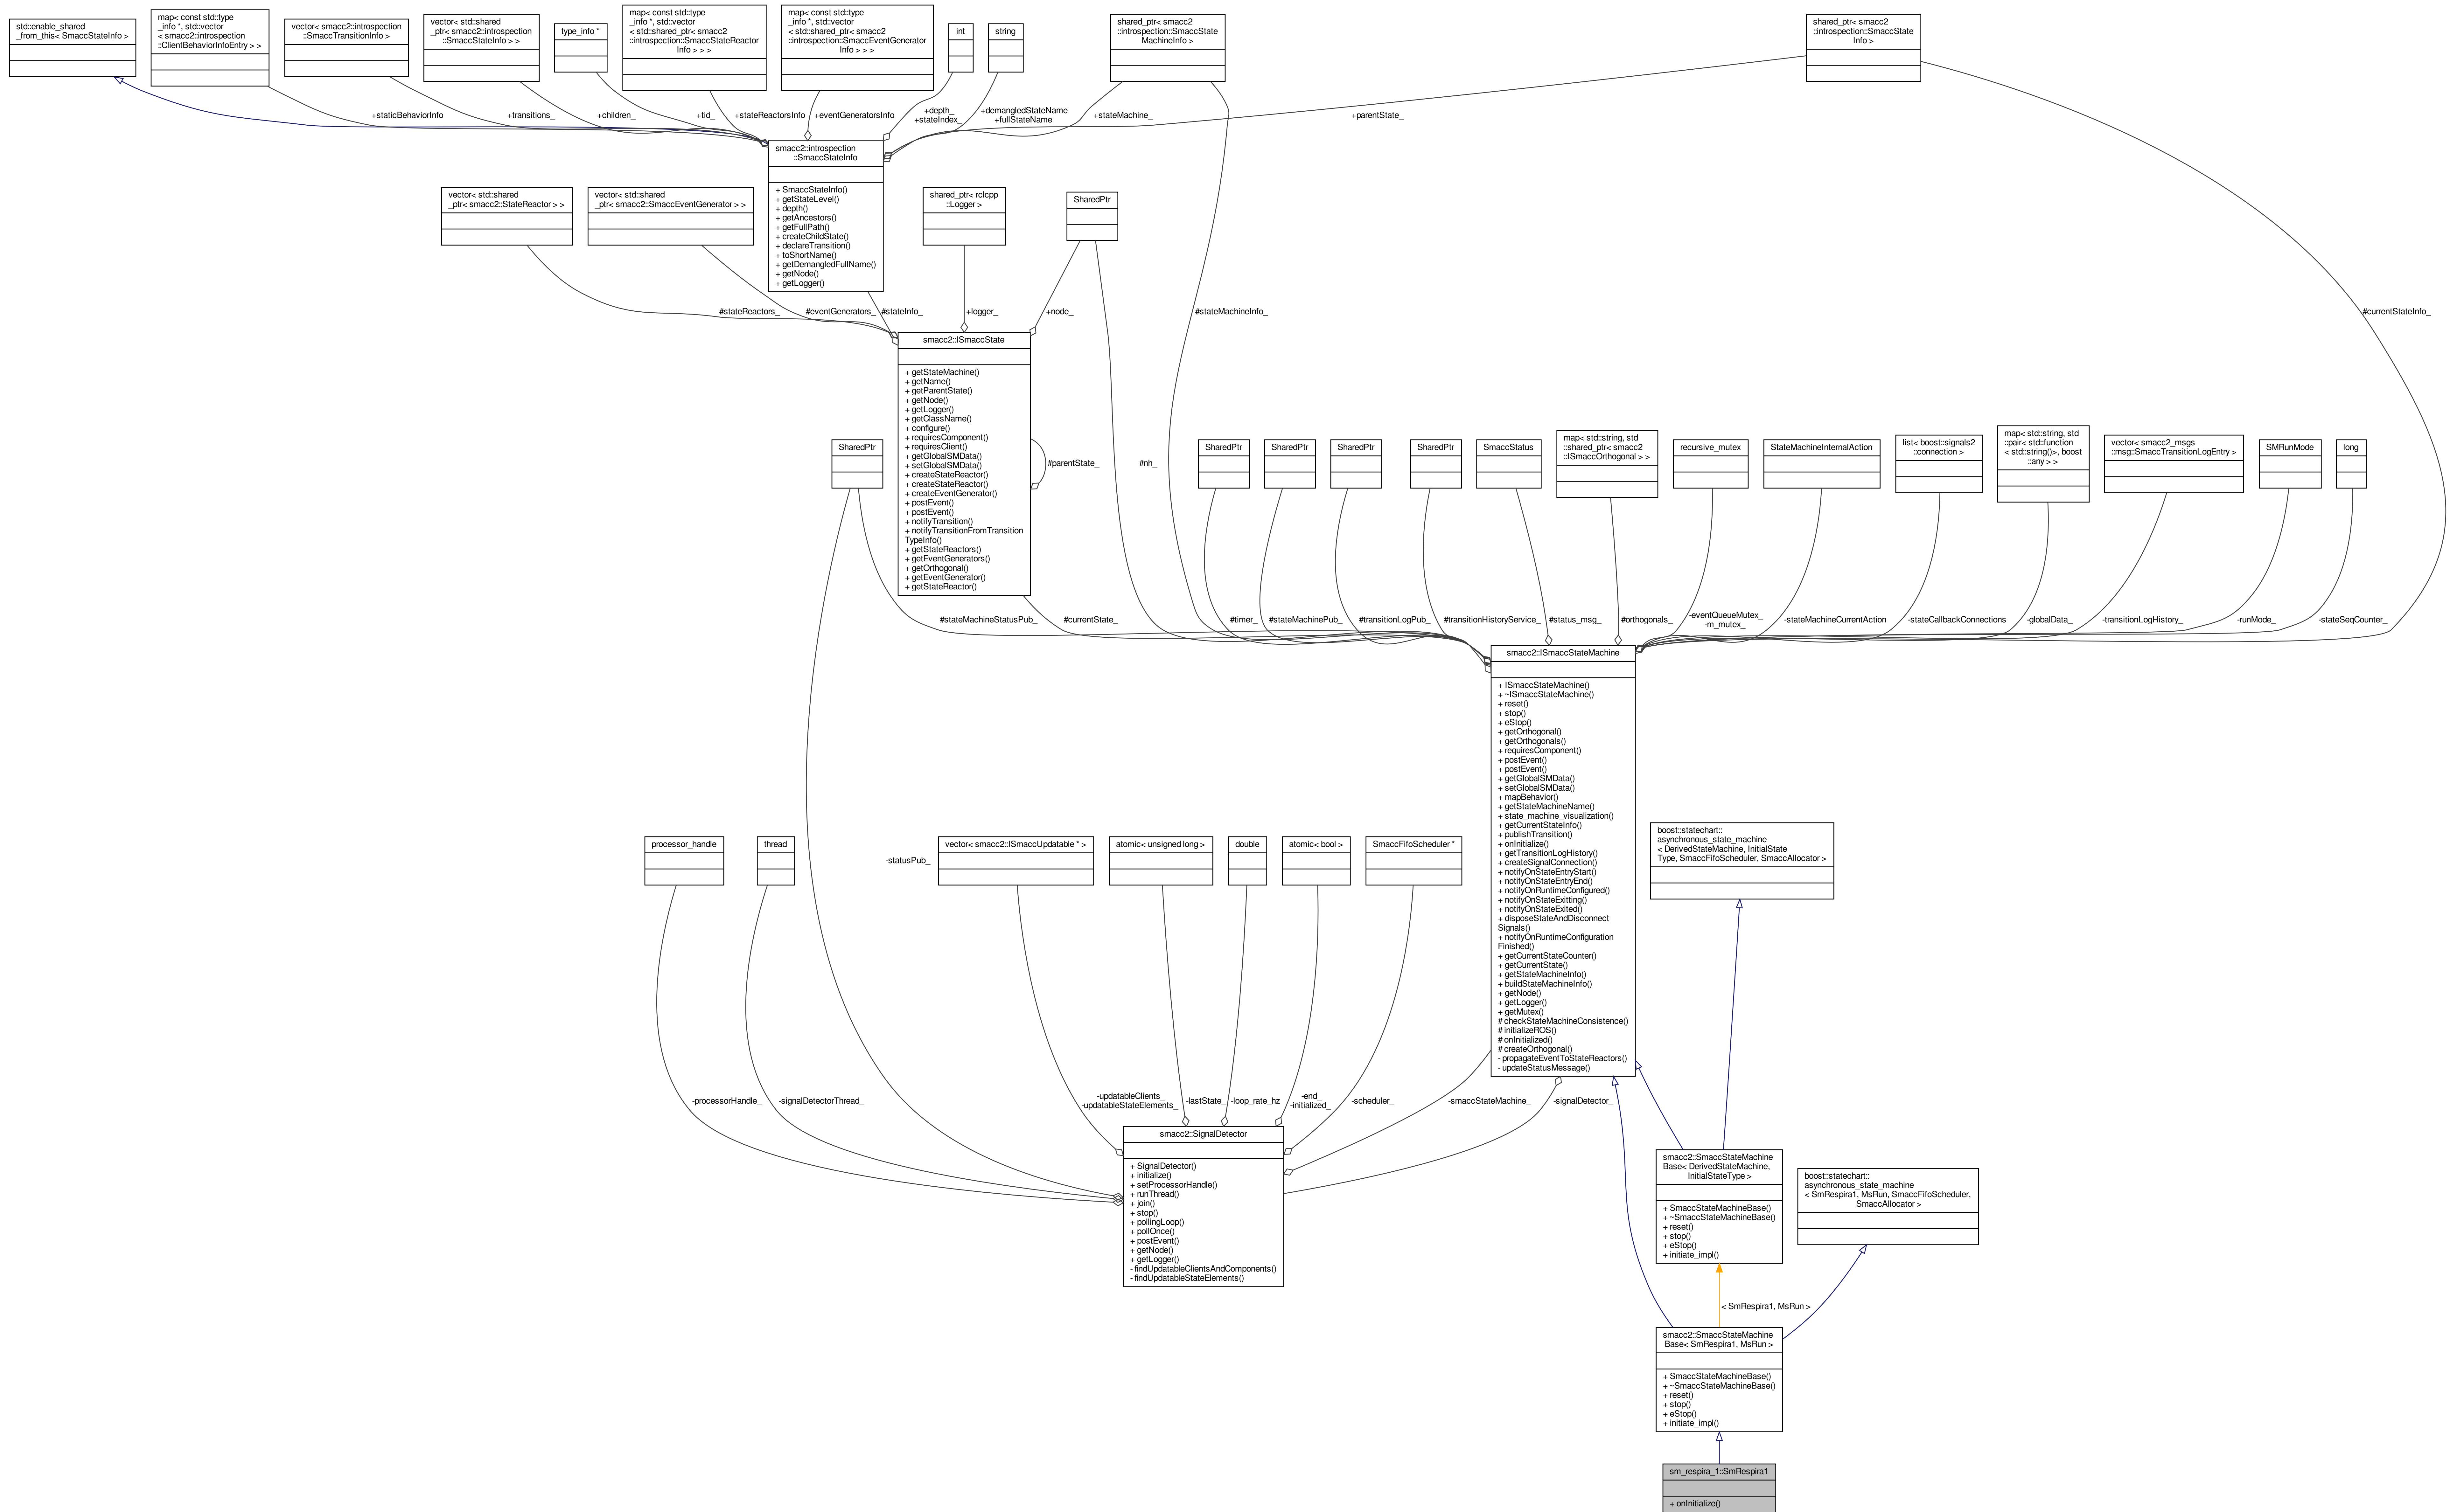 std::enable_shared
_from_this< SmaccStateInfo >
map< const std::type
_info *, std::vector
< smacc2::introspection
::ClientBehaviorInfoEntry > >
vector< smacc2::introspection
::SmaccTransitionInfo >
vector< std::shared
_ptr< smacc2::introspection
::SmaccStateInfo > >
type_info *
map< const std::type
_info *, std::vector
< std::shared_ptr< smacc2
::introspection::SmaccStateReactor
Info > > >
map< const std::type
_info *, std::vector
< std::shared_ptr< smacc2
::introspection::SmaccEventGenerator
Info > > >
int
string
shared_ptr< smacc2
::introspection::SmaccState
MachineInfo >
shared_ptr< smacc2
::introspection::SmaccState
Info >
+staticBehaviorInfo
+transitions_
+children_
+tid_
+stateReactorsInfo
+eventGeneratorsInfo
+depth_
+stateIndex_
+demangledStateName
+fullStateName
+stateMachine_
+parentState_
smacc2::introspection
::SmaccStateInfo
+ SmaccStateInfo()
+ getStateLevel()
+ depth()
+ getAncestors()
+ getFullPath()
+ createChildState()
+ declareTransition()
+ toShortName()
+ getDemangledFullName()
+ getNode()
+ getLogger()
vector< std::shared
_ptr< smacc2::StateReactor > >
vector< std::shared
_ptr< smacc2::SmaccEventGenerator > >
shared_ptr< rclcpp
::Logger >
SharedPtr
#stateReactors_
#eventGenerators_
#stateInfo_
+logger_
+node_
#stateMachineInfo_
#currentStateInfo_
smacc2::ISmaccState
+ getStateMachine()
+ getName()
+ getParentState()
+ getNode()
+ getLogger()
+ getClassName()
+ configure()
+ requiresComponent()
+ requiresClient()
+ getGlobalSMData()
+ setGlobalSMData()
+ createStateReactor()
+ createStateReactor()
+ createEventGenerator()
+ postEvent()
+ postEvent()
+ notifyTransition()
+ notifyTransitionFromTransition
TypeInfo()
+ getStateReactors()
+ getEventGenerators()
+ getOrthogonal()
+ getEventGenerator()
+ getStateReactor()
#parentState_
#nh_
SharedPtr
SharedPtr
SharedPtr
SharedPtr
SharedPtr
SmaccStatus
map< std::string, std
::shared_ptr< smacc2
::ISmaccOrthogonal > >
recursive_mutex
StateMachineInternalAction
list< boost::signals2
::connection >
map< std::string, std
::pair< std::function
< std::string()>, boost
::any > >
vector< smacc2_msgs
::msg::SmaccTransitionLogEntry >
SMRunMode
long
#stateMachineStatusPub_
#currentState_
#timer_
#stateMachinePub_
#transitionLogPub_
#transitionHistoryService_
#status_msg_
#orthogonals_
-eventQueueMutex_
-m_mutex_
-stateMachineCurrentAction
-stateCallbackConnections
-globalData_
-transitionLogHistory_
-runMode_
-stateSeqCounter_
smacc2::ISmaccStateMachine
+ ISmaccStateMachine()
+ ~ISmaccStateMachine()
+ reset()
+ stop()
+ eStop()
+ getOrthogonal()
+ getOrthogonals()
+ requiresComponent()
+ postEvent()
+ postEvent()
+ getGlobalSMData()
+ setGlobalSMData()
+ mapBehavior()
+ getStateMachineName()
+ state_machine_visualization()
+ getCurrentStateInfo()
+ publishTransition()
+ onInitialize()
+ getTransitionLogHistory()
+ createSignalConnection()
+ notifyOnStateEntryStart()
+ notifyOnStateEntryEnd()
+ notifyOnRuntimeConfigured()
+ notifyOnStateExitting()
+ notifyOnStateExited()
+ disposeStateAndDisconnect
Signals()
+ notifyOnRuntimeConfiguration
Finished()
+ getCurrentStateCounter()
+ getCurrentState()
+ getStateMachineInfo()
+ buildStateMachineInfo()
+ getNode()
+ getLogger()
+ getMutex()
# checkStateMachineConsistence()
# initializeROS()
# onInitialized()
# createOrthogonal()
- propagateEventToStateReactors()
- updateStatusMessage()
processor_handle
thread
-statusPub_
vector< smacc2::ISmaccUpdatable * >
atomic< unsigned long >
double
atomic< bool >
SmaccFifoScheduler *
boost::statechart::
asynchronous_state_machine
< DerivedStateMachine, InitialState
Type, SmaccFifoScheduler, SmaccAllocator >
-processorHandle_
-signalDetectorThread_
-updatableClients_
-updatableStateElements_
-lastState_
-loop_rate_hz
-end_
-initialized_
-scheduler_
-smaccStateMachine_
-signalDetector_
smacc2::SignalDetector
+ SignalDetector()
+ initialize()
+ setProcessorHandle()
+ runThread()
+ join()
+ stop()
+ pollingLoop()
+ pollOnce()
+ postEvent()
+ getNode()
+ getLogger()
- findUpdatableClientsAndComponents()
- findUpdatableStateElements()
smacc2::SmaccStateMachine
Base< DerivedStateMachine,
InitialStateType >
+ SmaccStateMachineBase()
+ ~SmaccStateMachineBase()
+ reset()
+ stop()
+ eStop()
+ initiate_impl()
boost::statechart::
asynchronous_state_machine
< SmRespira1, MsRun, SmaccFifoScheduler,
SmaccAllocator >
< SmRespira1, MsRun >
smacc2::SmaccStateMachine
Base< SmRespira1, MsRun >
+ SmaccStateMachineBase()
+ ~SmaccStateMachineBase()
+ reset()
+ stop()
+ eStop()
+ initiate_impl()
sm_respira_1::SmRespira1
+ onInitialize()